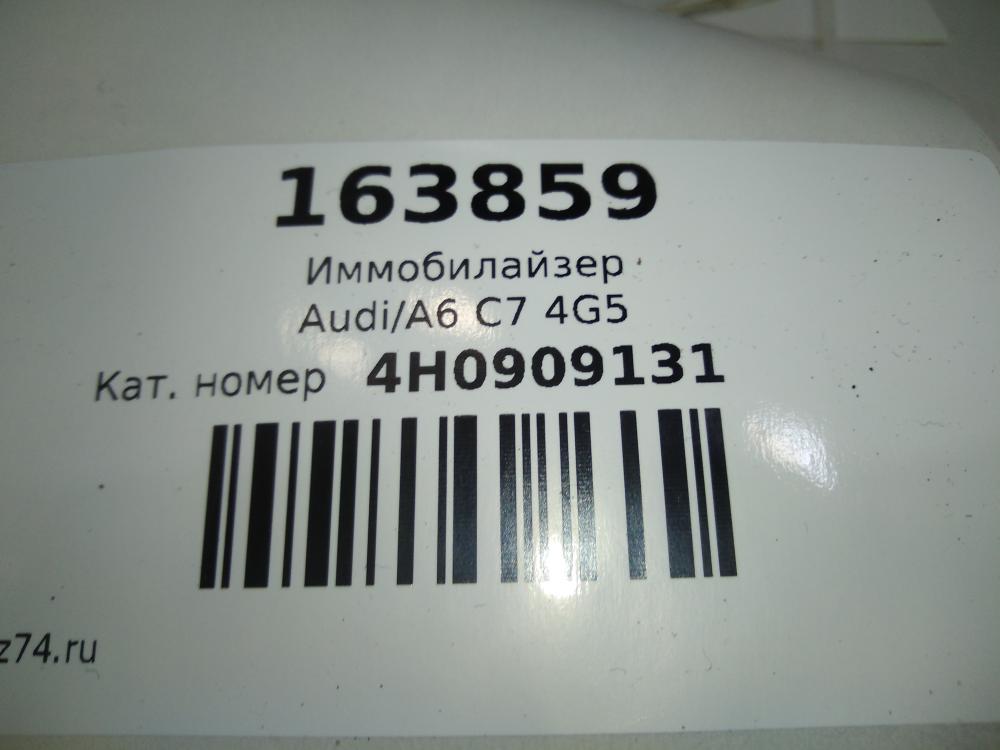 163859
Иммобилайзер
Audi/A6 C7 4G5
Кат. номер 4H0909131
z74.ru